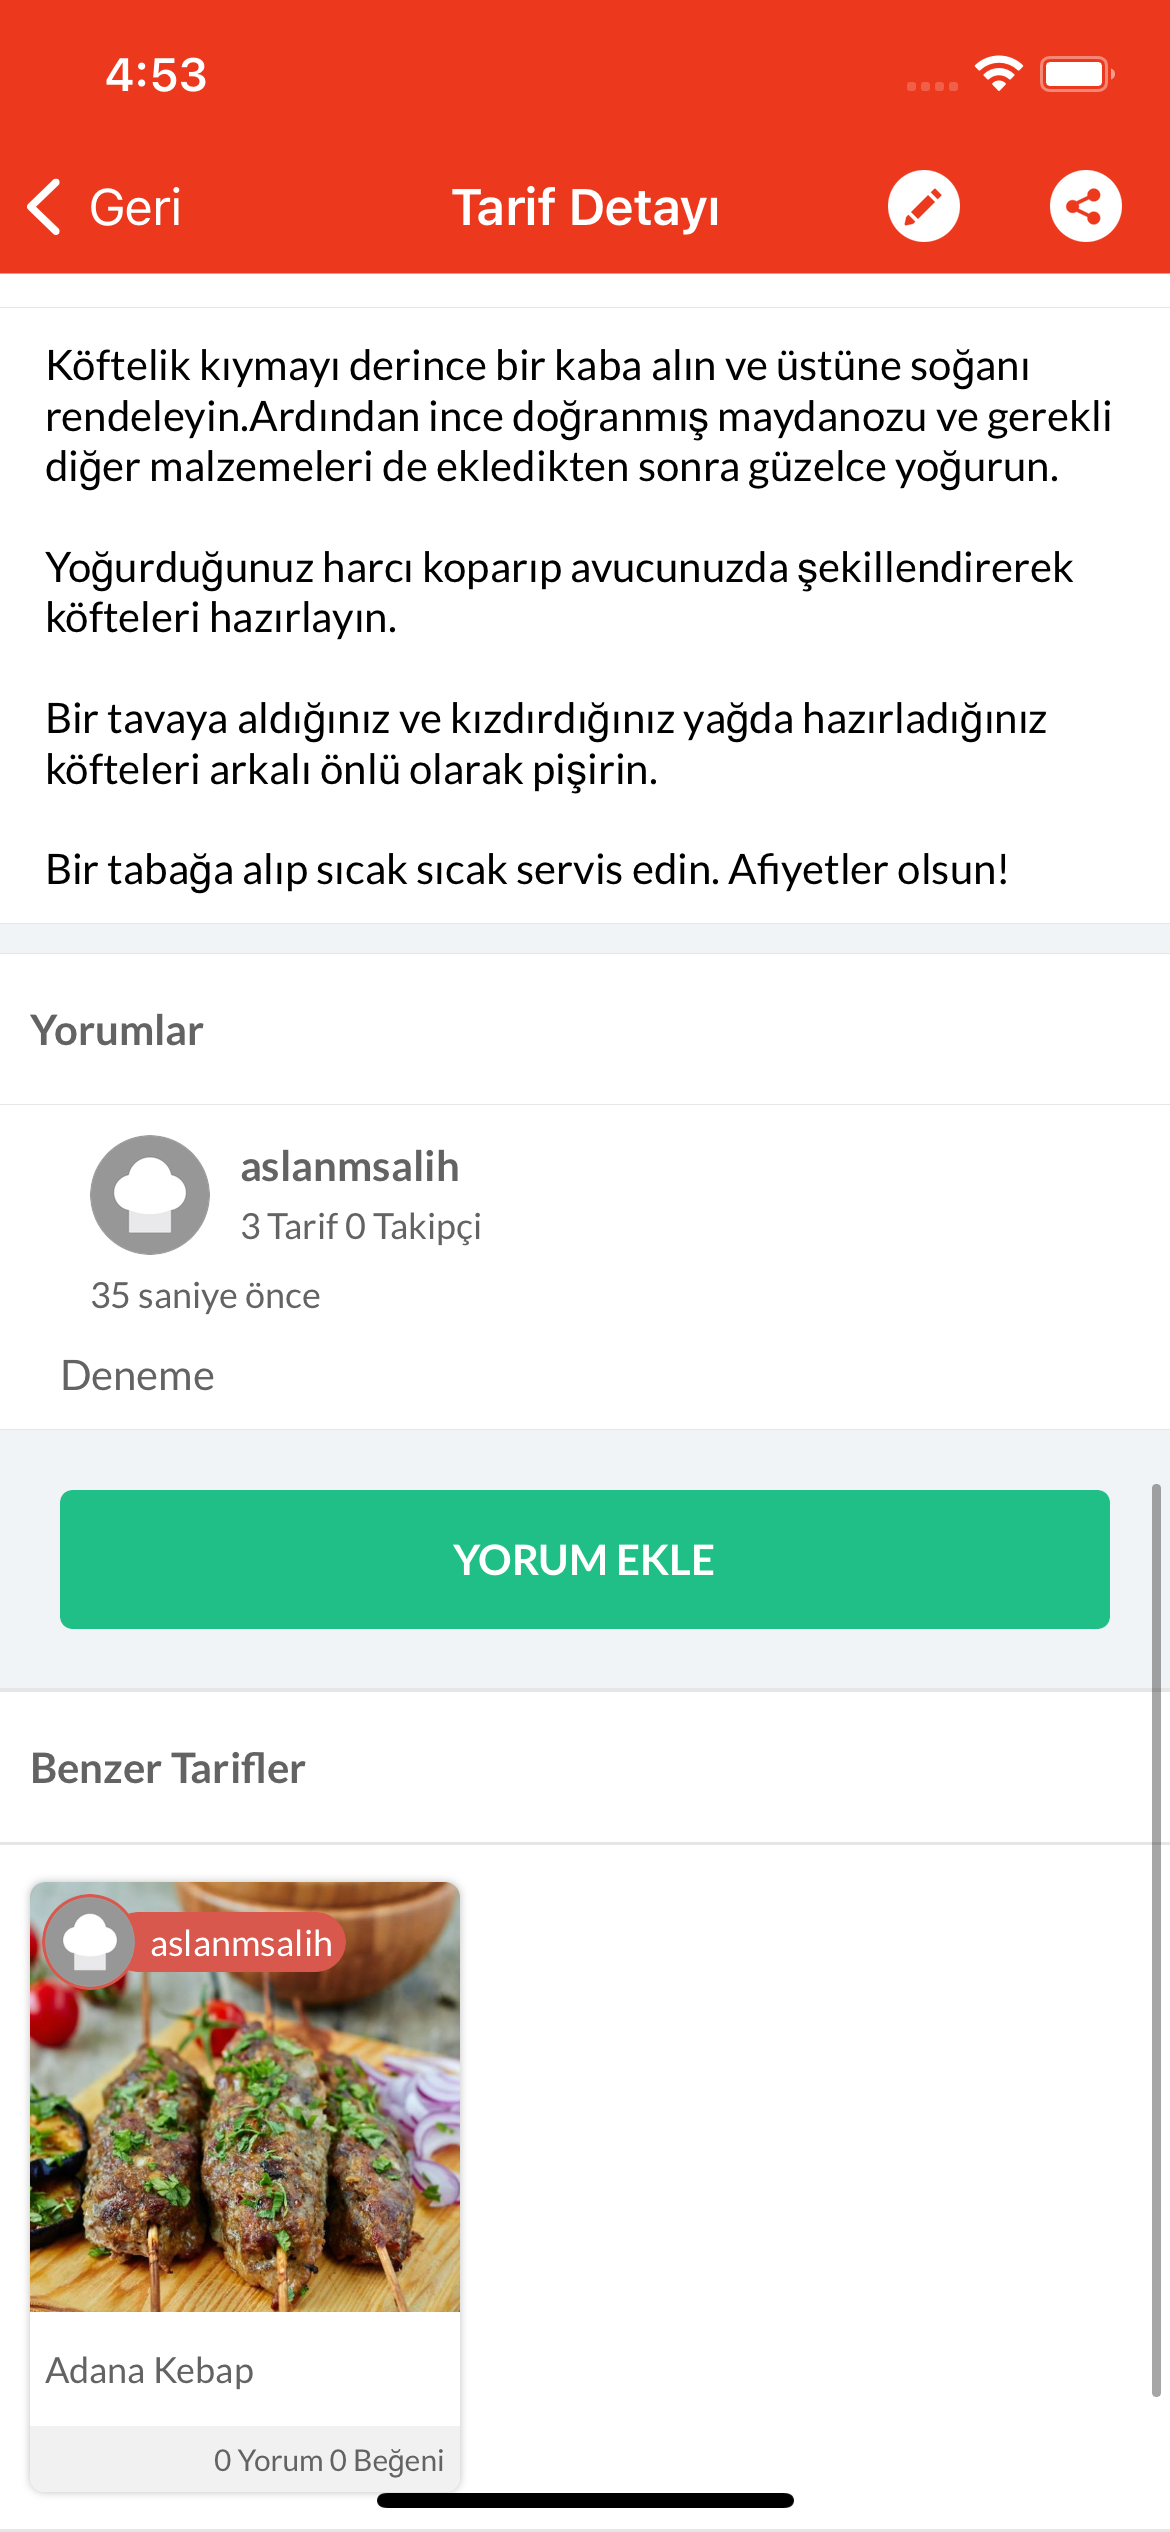 4:53
Geri
Tarif Detayı
Köftelik kıymayı derince bir kaba alın ve üstüne soğanı
rendeleyin.Ardından ince doğranmış maydanozu ve gerekli
diğer malzemeleri de ekledikten sonra güzelce yoğurun.
Yoğurduğunuz harcı koparıp avucunuzda şekillendirerek
köfteleri hazırlayın.
Bir tavaya aldığınız ve kızdırdığınız yağda hazırladığınız
köfteleri arkalı önlü olarak pişirin.
Bir tabağa alıp sıcak sıcak servis edin. Afiyetler olsun!
Yorumlar
aslanmsalih
3 Tarif 0 Takipçi
35 saniye önce
Deneme
YORUM EKLE
Benzer Tarifler
aslanmsalih
Adana Kebap
0 Yorum 0 Beğeni